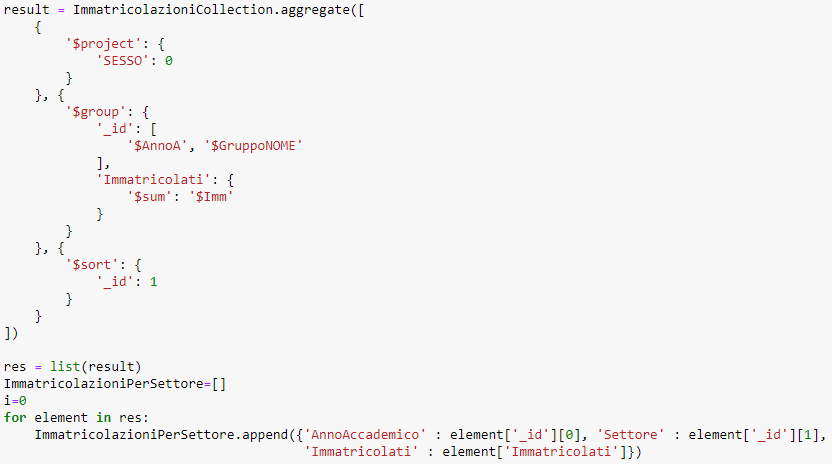 result = ImmatricolazioniCollection.aggregate([
    {
        '$project': {
            'SESSO': 0
        }
    }, {
        '$group': {
            '_id': [
                '$AnnoA', '$GruppoNOME'
            ],
            'Immatricolati': {
                '$sum': '$Imm'
            }
        }
    }, {
        '$sort': {
            '_id': 1
        }
    }
])

res = list(result)
ImmatricolazioniPerSettore=[]
i=0
for element in res:
    ImmatricolazioniPerSettore.append({'AnnoAccademico' : element['_id'][0], 'Settore' : element['_id'][1],
                                       'Immatricolati' : element['Immatricolati']})